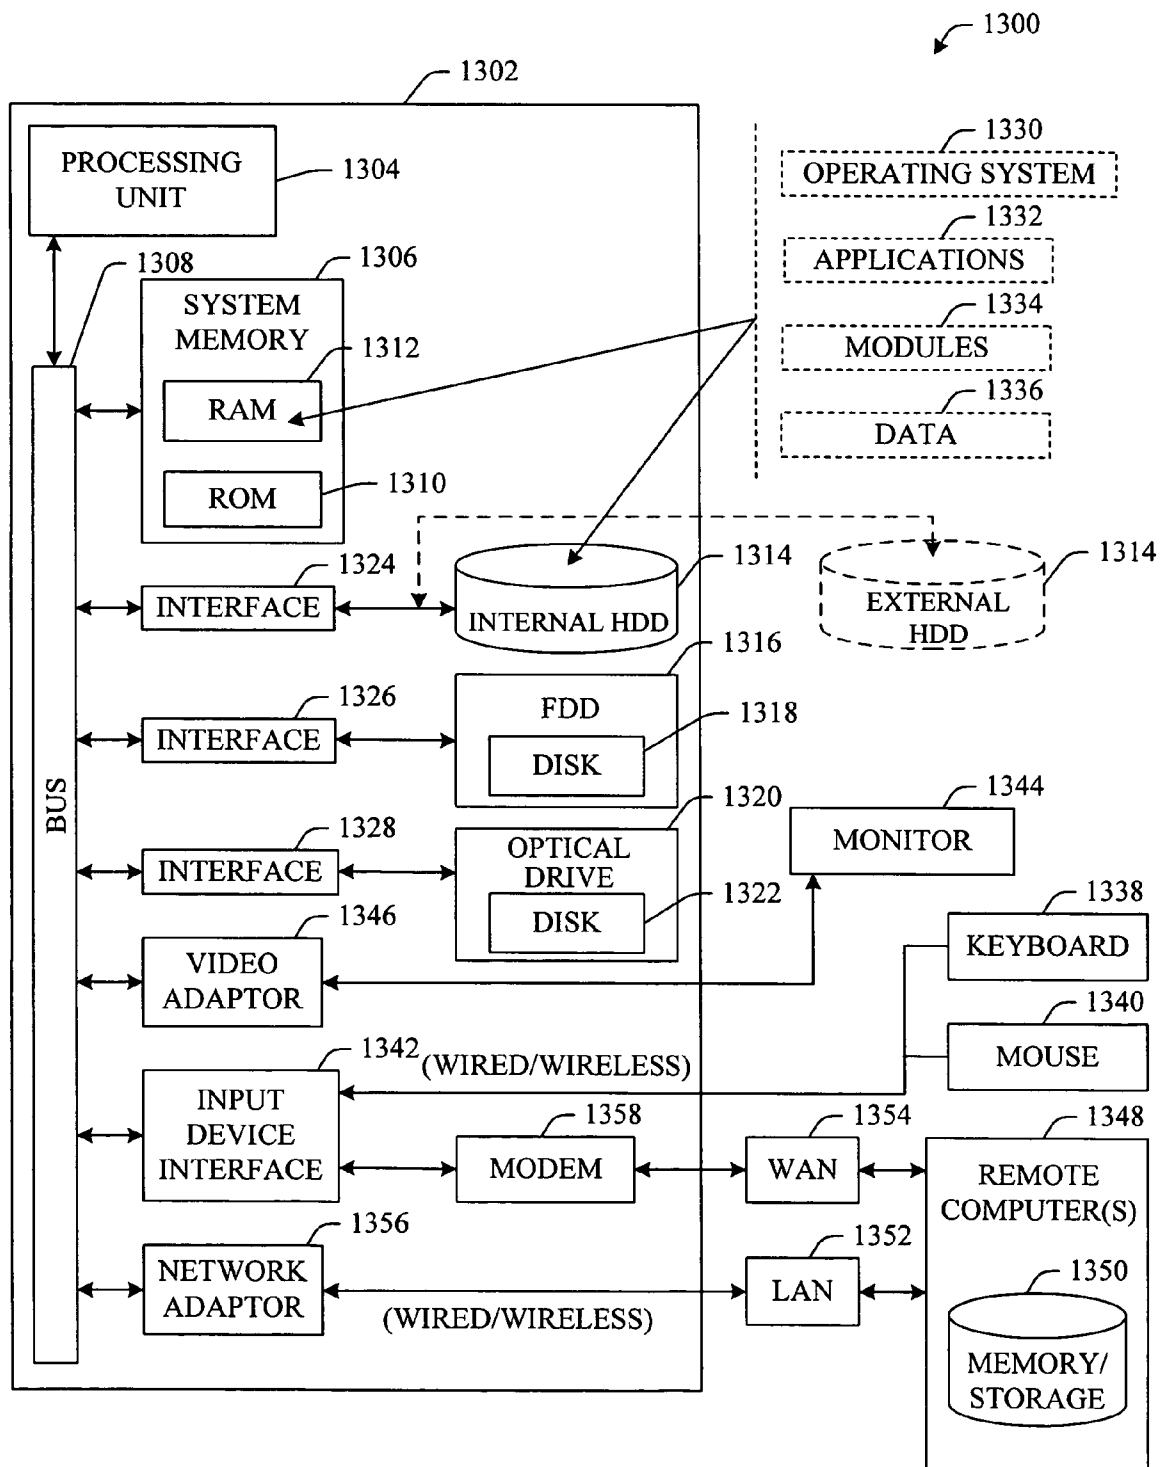 1300
1302
PROCESSING
UNIT
1304
1330
OPERATING SYSTEM
1332
APPLICATIONS
1334
MODULES
1336
DATA
1308
1306
SYSTEM
MEMORY
1312
RAM
1310
ROM
1324
INTERFACE
1314
INTERNAL HDD
1314
EXTERNAL
HDD
1326
INTERFACE
1316
FDD
1318
DISK
BUS
1328
INTERFACE
1320
OPTICAL
DRIVE
1322
DISK
1344
MONITOR
1346
VIDEO
ADAPTOR
1338
KEYBOARD
1340
MOUSE
1342
(WIRED/WIRELESS)
INPUT
DEVICE
INTERFACE
1358
MODEM
1354
WAN
1348
REMOTE
COMPUTER(S)
1356
NETWORK
ADAPTOR
(WIRED/WIRELESS)
1352
LAN
1350
MEMORY/
STORAGE